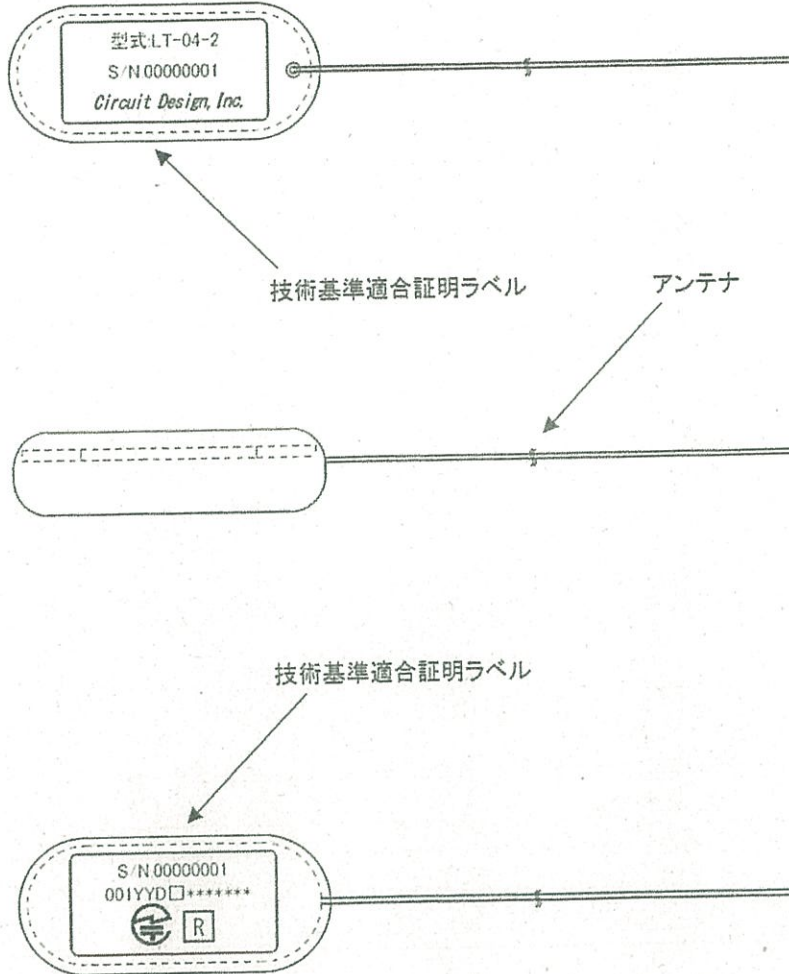 型式:LT-04-2
S/N.00000001
Circuit Design, Inc.
技術基準適合証明ラベル
アンテナ
技術基準適合証明ラベル
S/N.00000001
001YYD□*******
R